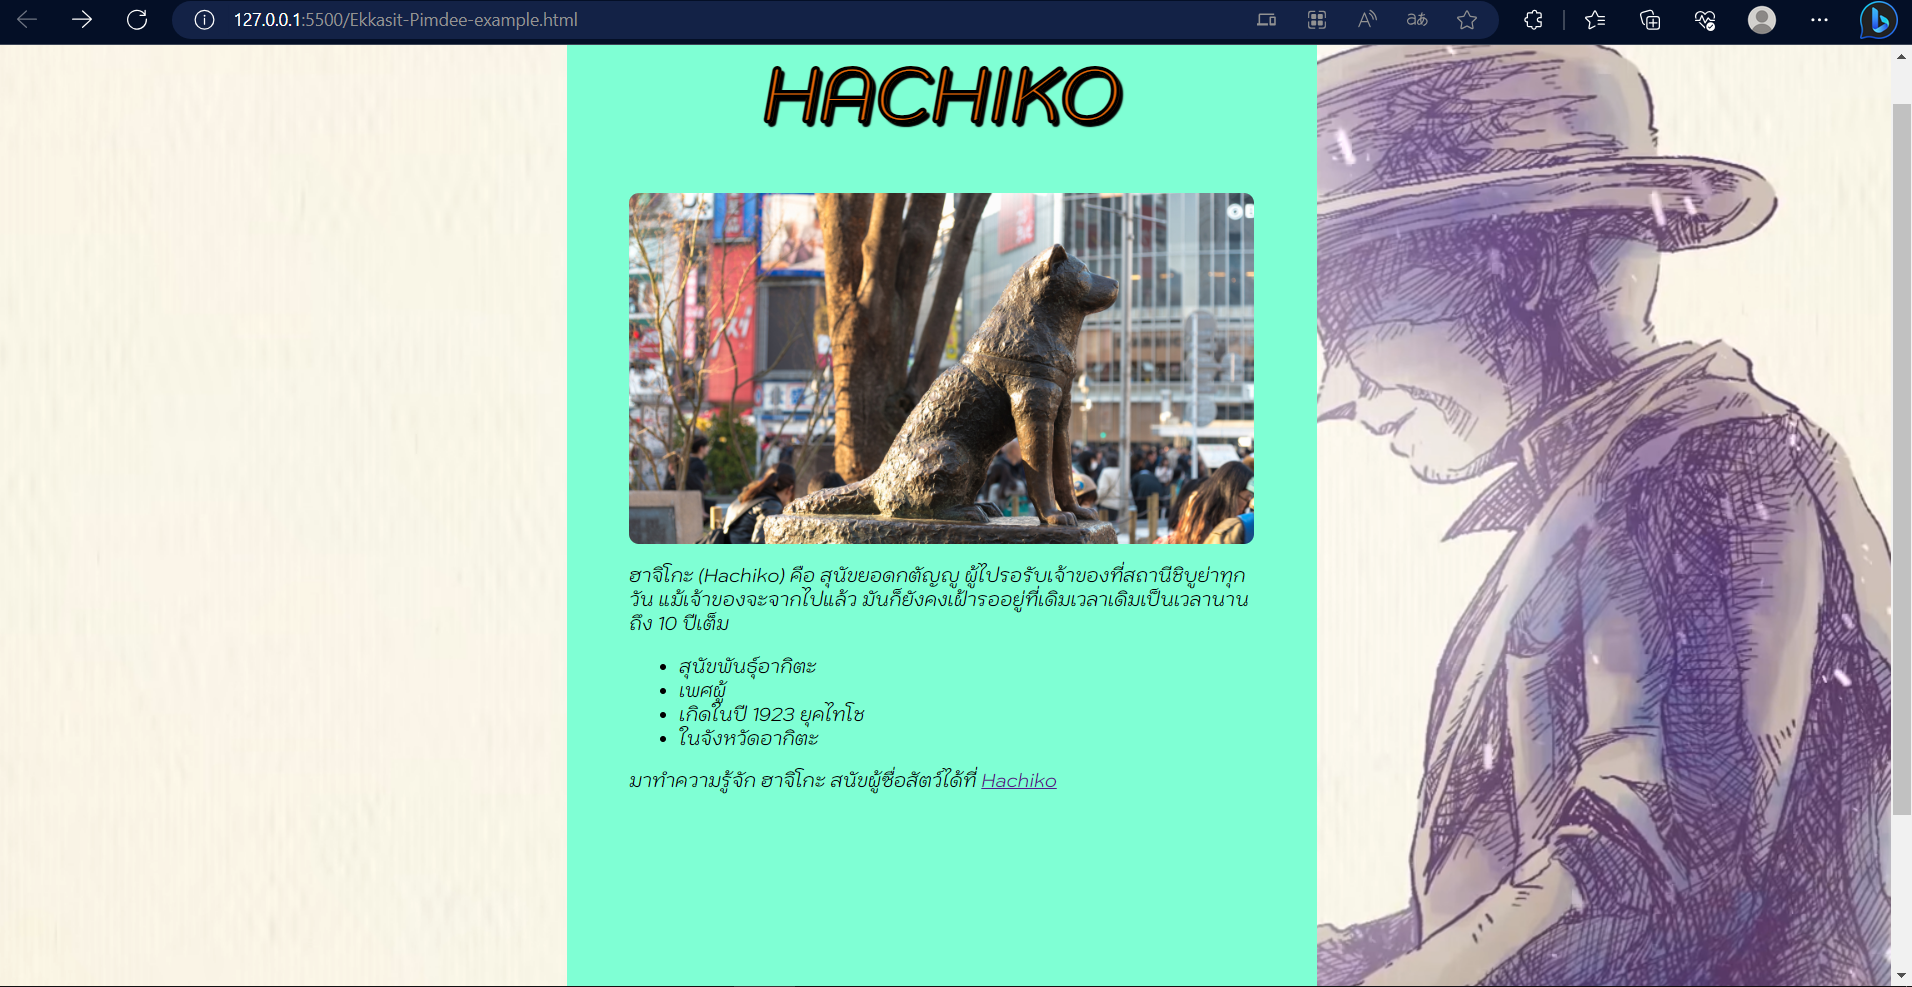 127.0.0.1:5500/Ekkasit-Pimdee-example.html
HACHIKO
ฮาจิโกะ (Hachiko) คือ สุนัขยอดกตัญญู ผู้ไปรอรับเจ้าของที่สถานีชิบูย่าทุก
วัน แม้เจ้าของจะจากไปแล้ว มันก็ยังคงเฝ้ารออยู่ที่เดิมเวลาเดิมเป็นเวลานาน
ถึง 10 ปีเต็ม
• สุนัขพันธุ์อากิตะ
• เพศผู้
• เกิดในปี 1923 ยุคไทโช
• ในจังหวัดอากิตะ
มาทำความรู้จัก ฮาจิโกะ สนัขผู้ซื่อสัตว์ได้ที่ Hachiko